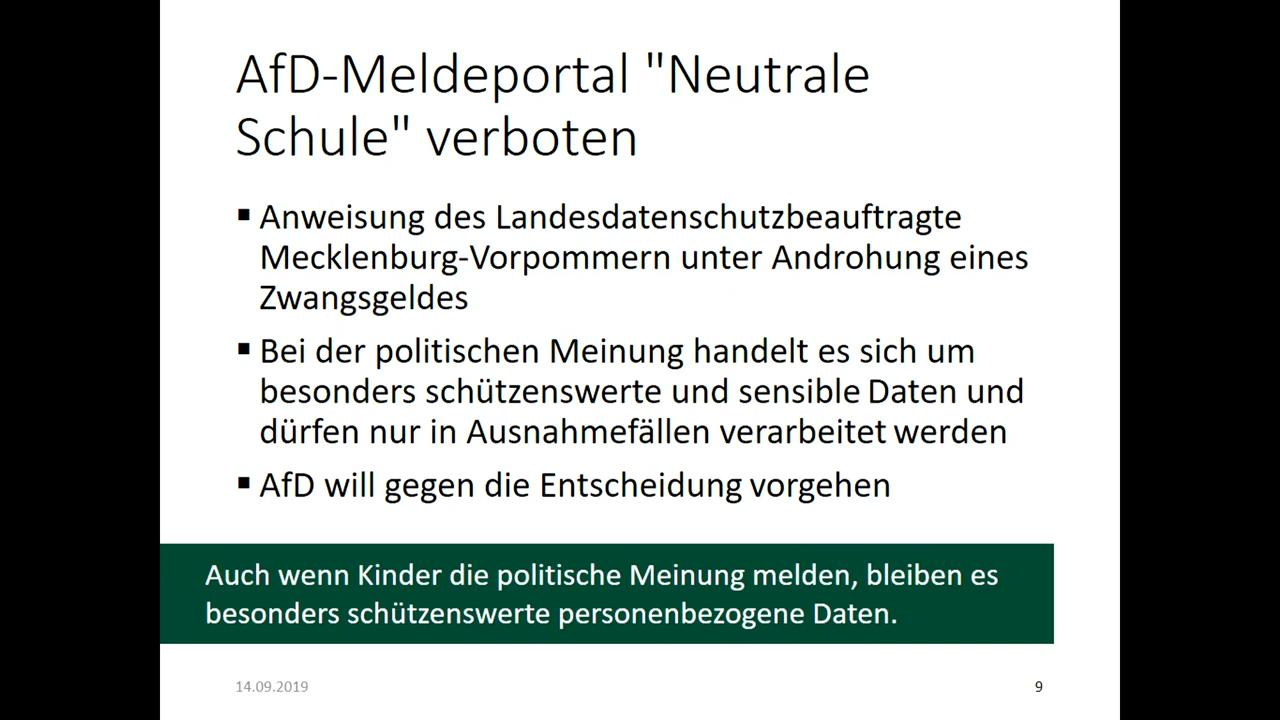 AfD-Meldeportal "Neutrale
Schule" verboten
▪ Anweisung des Landesdatenschutzbeauftragte
Mecklenburg-Vorpommern unter Androhung eines
Zwangsgeldes
▪ Bei der politischen Meinung handelt es sich um
besonders schützenswerte und sensible Daten und
dürfen nur in Ausnahmefällen verarbeitet werden
▪ AfD will gegen die Entscheidung vorgehen
Auch wenn Kinder die politische Meinung melden, bleiben es
besonders schützenswerte personenbezogene Daten.
14.09.2019
9